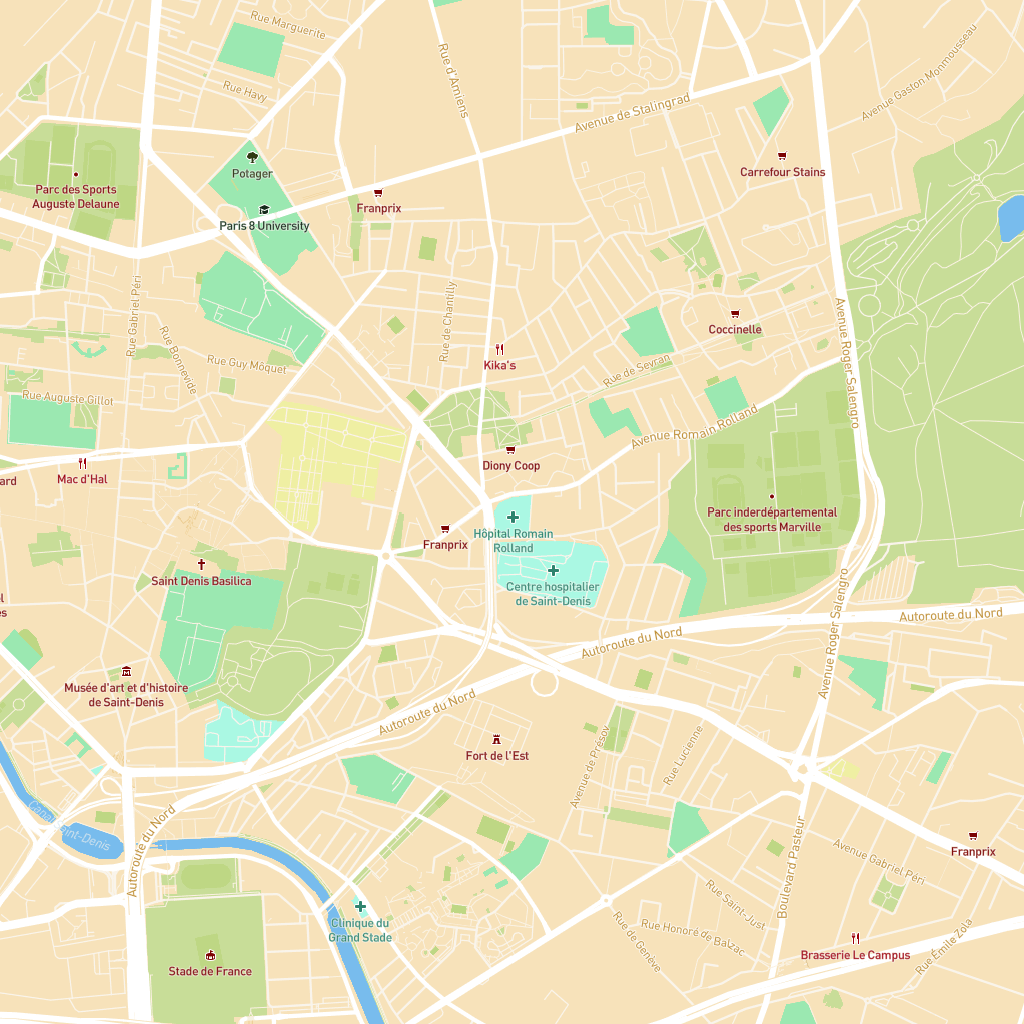 Rue Marguerite
Rue d'Amiens
Avenue Gaston Monmousseau
Rue Havy
Avenue de Stalingrad
Potager
Carrefour Stains
Parc des Sports
Auguste Delaune
Franprix
Paris 8 University
Rue Gabriel Péri
Rue de Chantilly
Rue Bonnevide
Avenue Roger Salengro
Coccinelle
Kika's
Rue Guy Môquet
Rue de Sevran
Rue Auguste Gillot
Avenue Romain Rolland
Diony Coop
ard
Mac d'Hal
Parc inderdépartemental
des sports Marville
Franprix
Hôpital Romain
Rolland
Saint Denis Basilica
Centre hospitalier
de Saint-Denis
Avenue Roger Salengro
Autoroute du Nord
Autoroute du Nord
Musée d'art et d'histoire
de Saint-Denis
Autoroute du Nord
Fort de l'Est
Avenue de Présov
Rue Lucienne
Canal Saint-Denis
Autoroute du Nord
Boulevard Pasteur
Avenue Gabriel Péri
Franprix
Rue Saint-Just
Clinique du
Grand Stade
Rue de Genève
Rue Honoré de Balzac
Rue Émile Zola
Brasserie Le Campus
Stade de France